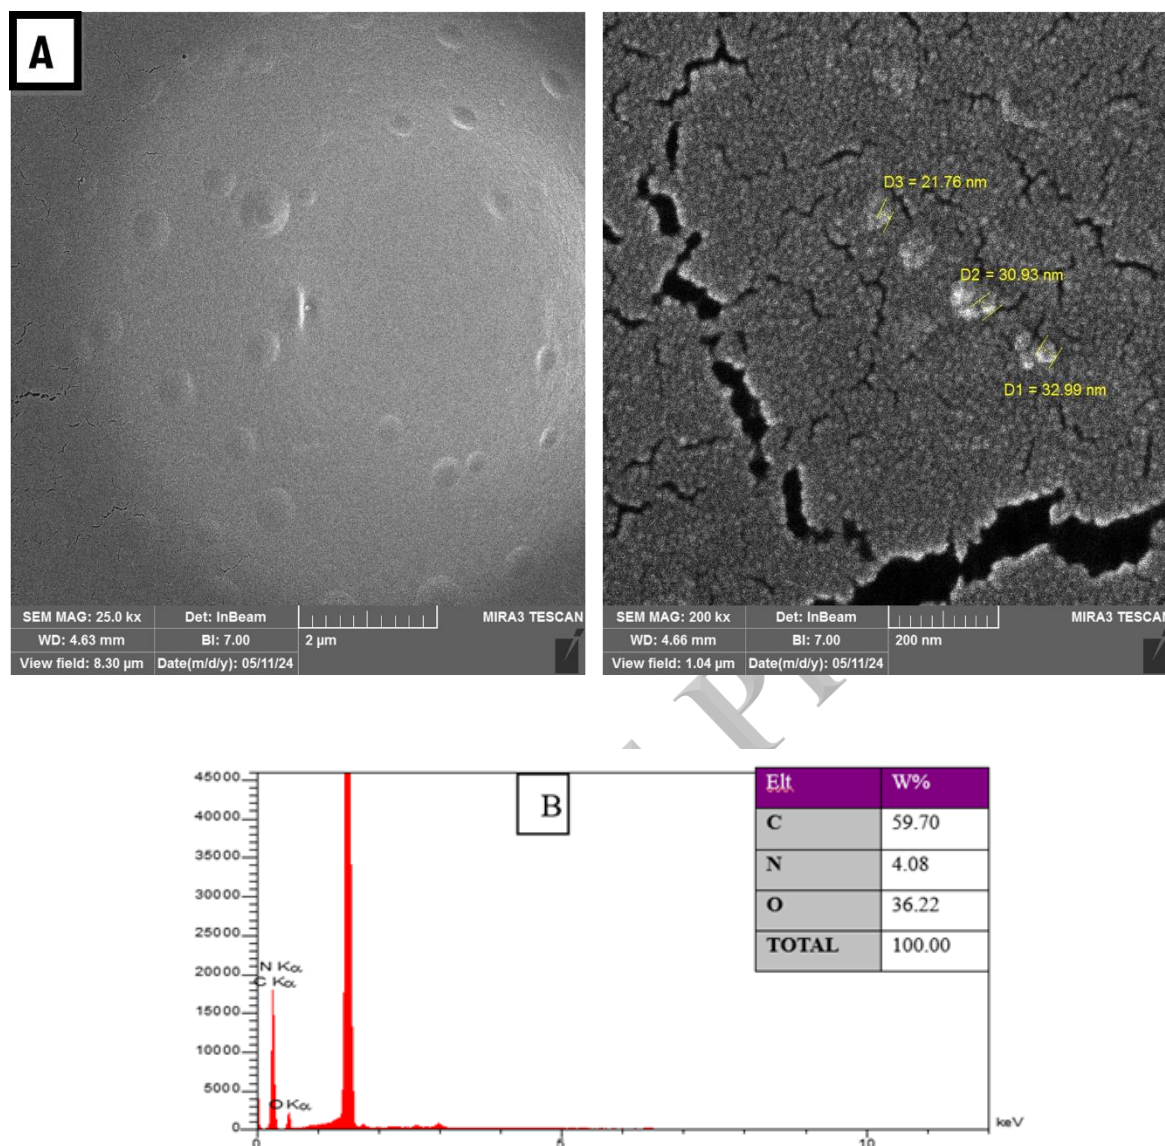 A
D3 = 21.76 nm
D2 = 30.93 nm
D1 = 32.99 nm
SEM MAG: 25.0 kx Det: InBeam MIRA3 TESCAN
WD: 4.63 mm BI: 7.00 2 µm
View field: 8.30 µm Date(m/d/y): 05/11/24
SEM MAG: 200 kx Det: InBeam MIRA3 TESCAN
WD: 4.66 mm BI: 7.00 200 nm
View field: 1.04 µm Date(m/d/y): 05/11/24
B
45000
40000
35000
30000
25000
20000
15000
10000
5000
0
N Kα
C Kα
O Kα
0 5 10
keV
Elt W%
C 59.70
N 4.08
O 36.22
TOTAL 100.00